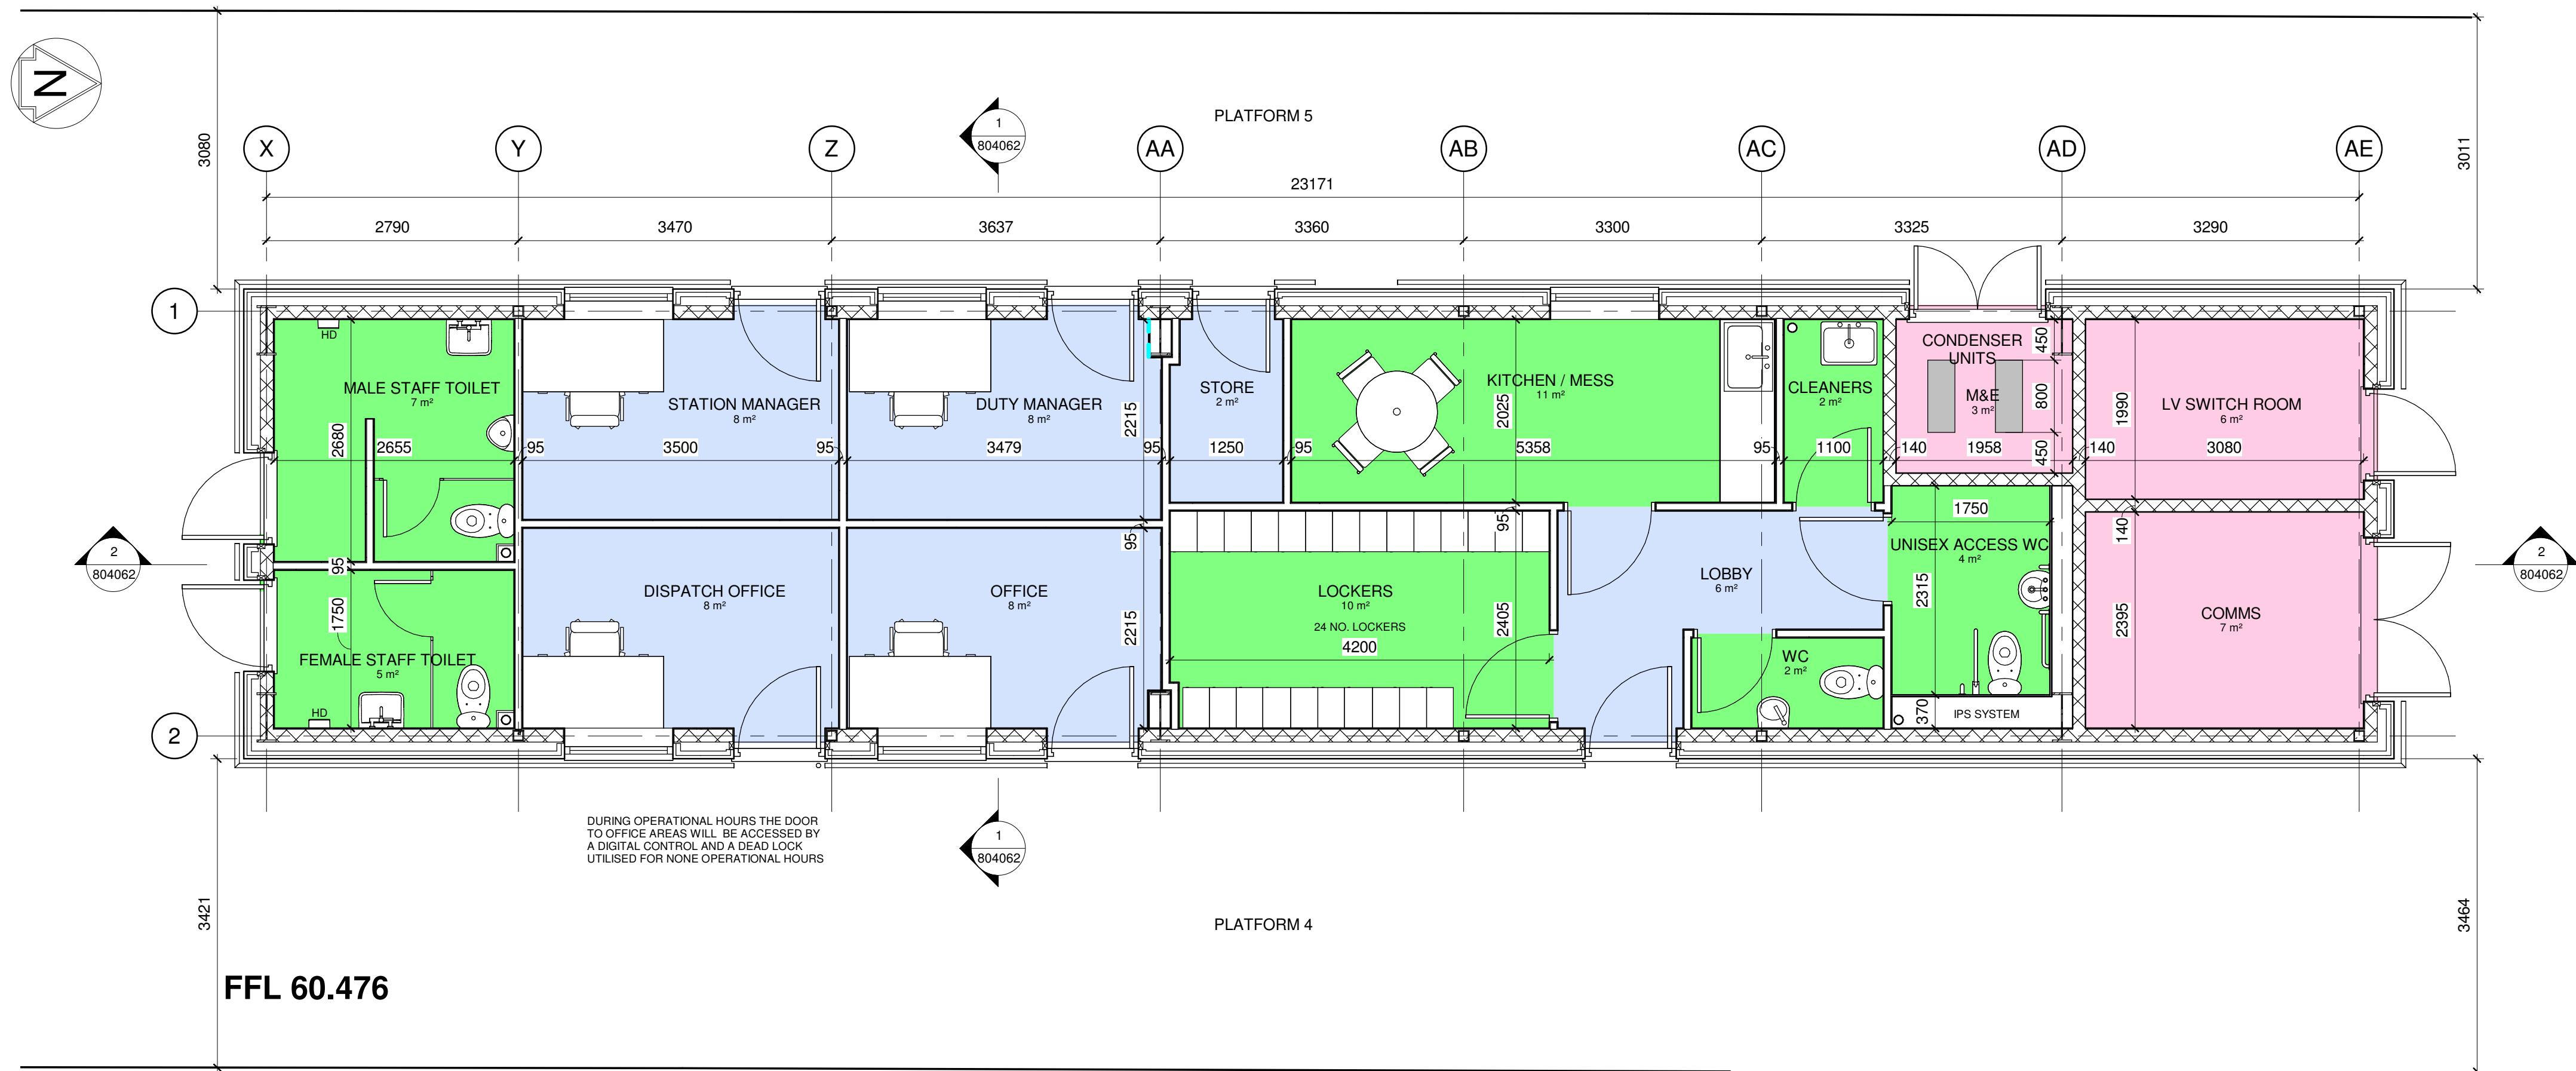 N
PLATFORM 5
1
804062
X
Y
Z
AA
AB
AC
AD
AE
3080
3011
23171
2790
3470
3637
3360
3300
3325
3290
1
HD
MALE STAFF TOILET
7 m²
STATION MANAGER
8 m²
DUTY MANAGER
8 m²
STORE
2 m²
KITCHEN / MESS
11 m²
CLEANERS
2 m²
CONDENSER
UNITS
M&E
3 m²
LV SWITCH ROOM
6 m²
450
800
450
2215
2025
1990
2680
2655
95
3500
95
3479
95
1250
95
5358
95
1100
140
1958
140
3080
2
804062
95
95
95
1750
140
UNISEX ACCESS WC
4 m²
2
804062
DISPATCH OFFICE
8 m²
OFFICE
8 m²
LOCKERS
10 m²
24 NO. LOCKERS
4200
LOBBY
6 m²
COMMS
7 m²
1750
2215
2405
2315
2395
FEMALE STAFF TOILET
5 m²
WC
2 m²
HD
370
IPS SYSTEM
2
DURING OPERATIONAL HOURS THE DOOR
TO OFFICE AREAS WILL BE ACCESSED BY
A DIGITAL CONTROL AND A DEAD LOCK
UTILISED FOR NONE OPERATIONAL HOURS
1
804062
3421
3464
PLATFORM 4
FFL 60.476